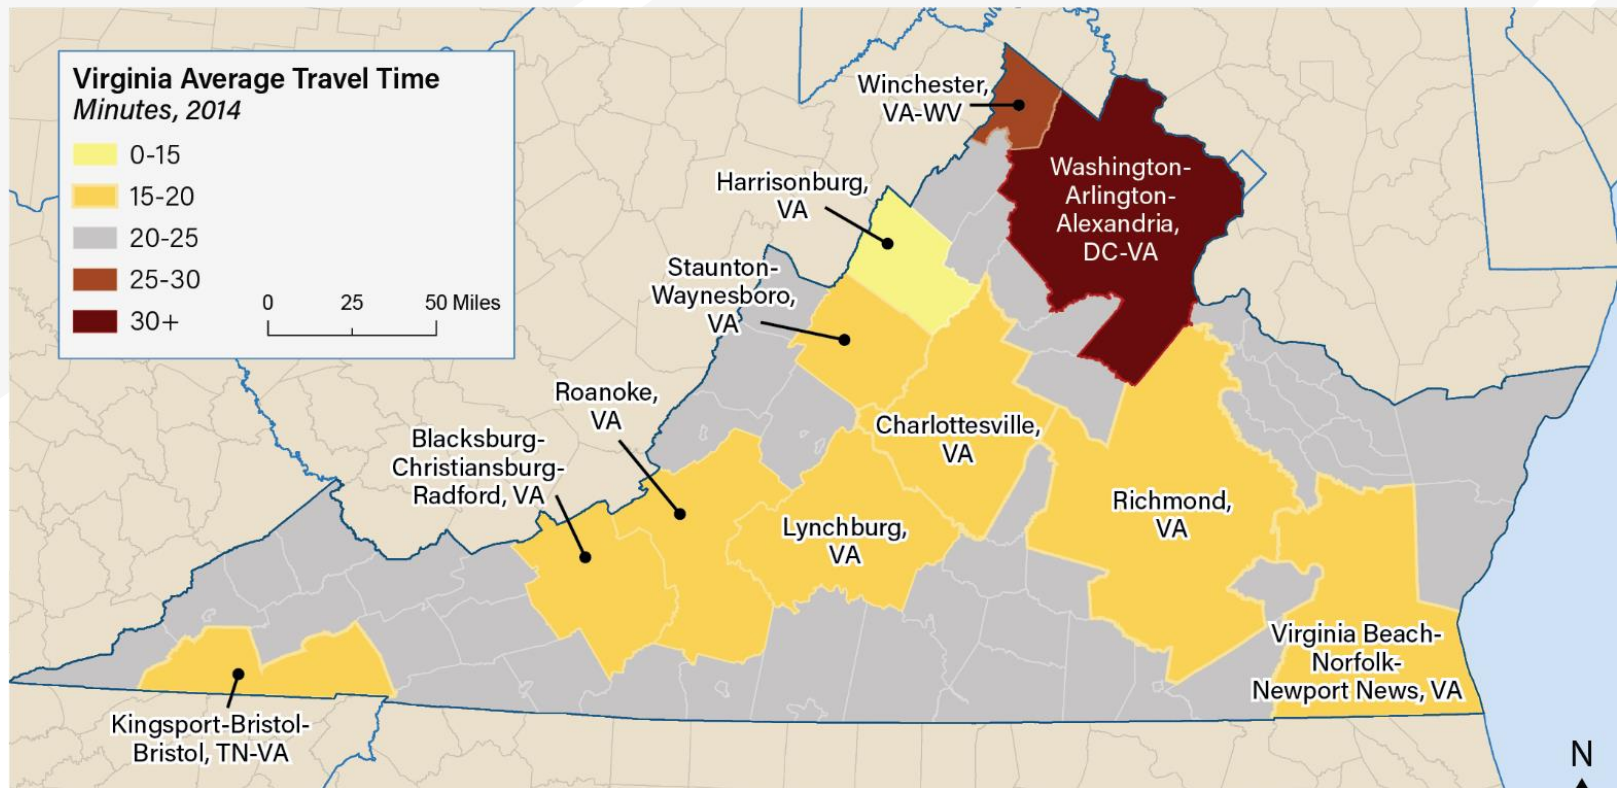 Virginia Average Travel Time
Minutes, 2014
0-15
15-20
20-25
25-30
30+
0 25 50 Miles
Winchester,
VA-WV
Washington-
Arlington-
Alexandria,
DC-VA
Harrisonburg,
VA
Staunton-
Waynesboro,
VA
Roanoke,
VA
Charlottesville,
VA
Blacksburg-
Christiansburg-
Radford, VA
Lynchburg,
VA
Richmond,
VA
Virginia Beach-
Norfolk-
Newport News, VA
Kingsport-Bristol-
Bristol, TN-VA
N